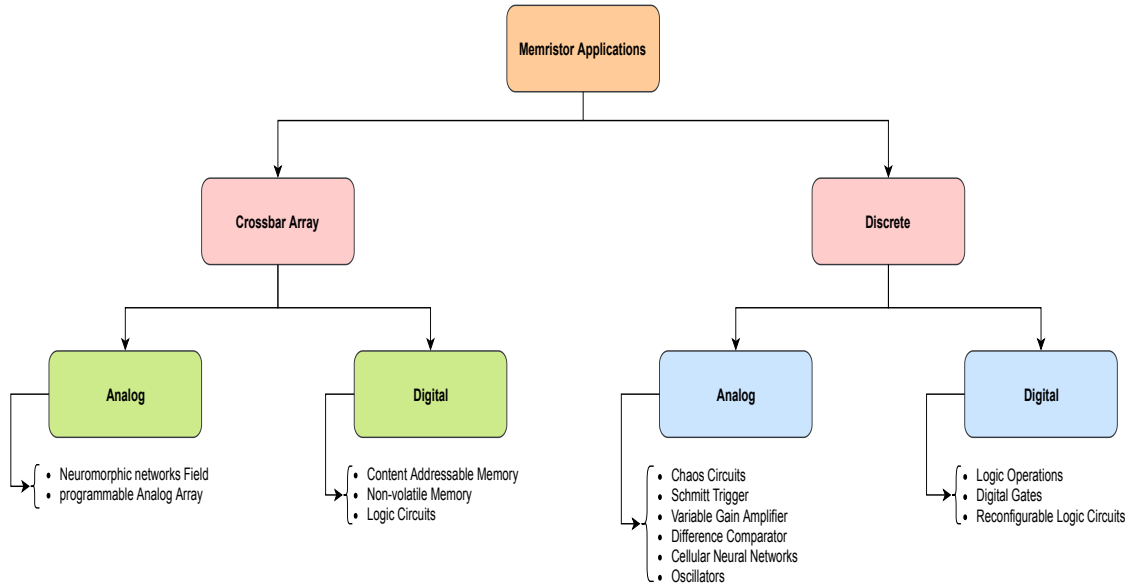 Memristor Applications
Crossbar Array
Discrete
Analog
Digital
Analog
Digital
• Neuromorphic networks Field
• programmable Analog Array
• Content Addressable Memory
• Non-volatile Memory
• Logic Circuits
• Chaos Circuits
• Schmitt Trigger
• Variable Gain Amplifier
• Difference Comparator
• Cellular Neural Networks
• Oscillators
• Logic Operations
• Digital Gates
• Reconfigurable Logic Circuits